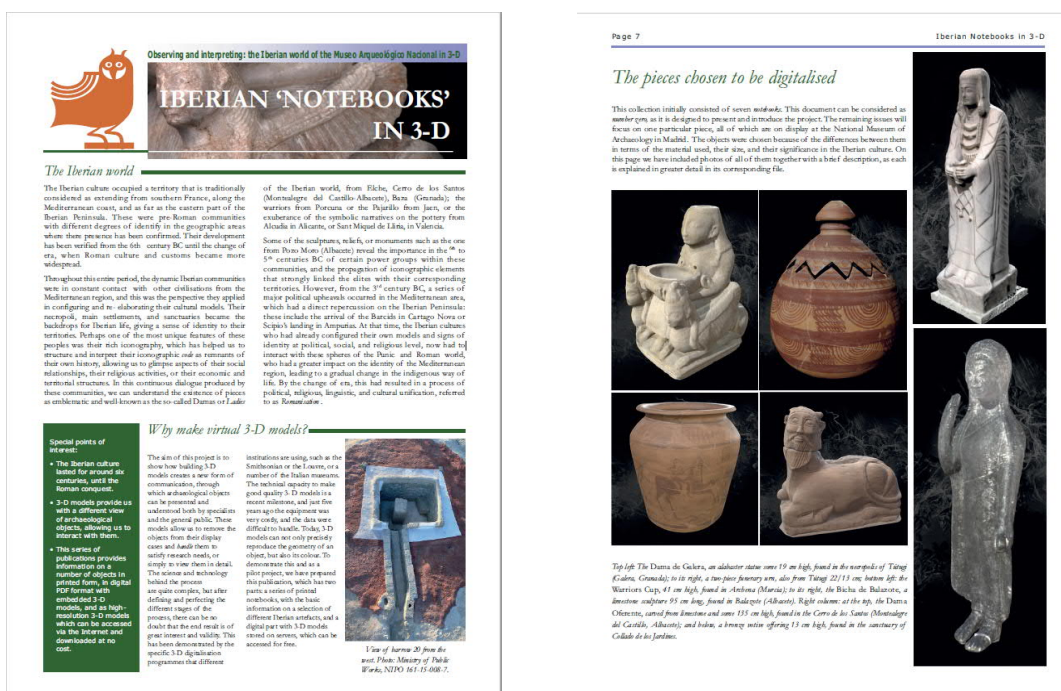 Observing and interpreting: the Iberian world of the Museo Arqueológico Nacional in 3-D
IBERIAN ‘NOTEBOOKS’
IN 3-D
The Iberian world
The Iberian culture occupied a territory that is traditionally
considered as extending from southern France, along the
Mediterranean coast, and as far as the eastern part of the
Iberian Peninsula. These were pre-Roman communities
with different degrees of identify in the geographic areas
where there presence has been confirmed. Their development
has been verified from the 6th century BC until the change of
era, when Roman culture and customs became more
widespread.
Throughout this entire period, the dynamic Iberian communities
were in constant contact with other civilisations from the
Mediterranean region, and this was the perspective they applied
in configuring and re- elaborating their cultural models. Their
necropoli, main settlements, and sanctuaries became the
backdrops for Iberian life, giving a sense of identity to their
territories. Perhaps one of the most unique features of these
peoples was their rich iconography, which has helped us to
structure and interpret their iconographic code as remnants of
their own history, allowing us to glimpse aspects of their social
relationships, their religious activities, or their economic and
territorial structures. In this continuous dialogue produced by
these communities, we can understand the existence of pieces
as emblematic and well-known as the so-called Damas or Ladies
of the Iberian world, from Elche, Cerro de los Santos
(Montealegre del Castillo-Albacete), Baza (Granada); the
warriors from Porcuna or the Pajarillo from Jaen, or the
exuberance of the symbolic narratives on the pottery from
Alcudia in Alicante, or Sant Miquel de Llíria, in Valencia.
Some of the sculptures, reliefs, or monuments such as the one
from Pozo Moro (Albacete) reveal the importance in the 6th to
5th centuries BC of certain power groups within these
communities, and the propagation of iconographic elements
that strongly linked the elites with their corresponding
territories. However, from the 3rd century BC, a series of
major political upheavals occurred in the Mediterranean area,
which had a direct repercussion on the Iberian Peninsula:
these include the arrival of the Barcids in Cartago Nova or
Scipio's landing in Ampurias. At that time, the Iberian cultures
who had already configured their own models and signs of
identity at political, social, and religious level, now had to
interact with these spheres of the Punic and Roman world,
who had a greater impact on the identity of the Mediterranean
region, leading to a gradual change in the indigenous way of
life. By the change of era, this had resulted in a process of
political, religious, linguistic, and cultural unification, referred
to as Romanisation .
Special points of
interest:
• The Iberian culture
lasted for around six
centuries, until the
Roman conquest.
• 3-D models provide us
with a different view
of archaeological
objects, allowing us to
interact with them.
• This series of
publications provides
information on a
number of objects in
printed form, in digital
PDF format with
embedded 3-D
models, and as high-
resolution 3-D models
which can be accessed
via the Internet and
downloaded at no
cost.
Why make virtual 3-D models?
The aim of this project is to
show how building 3-D
models creates a new form of
communication, through
which archaeological objects
can be presented and
understood both by specialists
and the general public. These
models allow us to remove the
objects from their display
cases and handle them to
satisfy research needs, or
simply to view them in detail.
The science and technology
behind the process
are quite complex, but after
defining and perfecting the
different stages of the
process, there can be no
doubt that the end result is of
great interest and validity. This
has been demonstrated by the
specific 3-D digitalisation
programmes that different
institutions are using, such as the
Smithsonian or the Louvre, or a
number of the Italian museums.
The technical capacity to make
good quality 3- D models is a
recent milestone, and just five
years ago the equipment was
very costly, and the data were
difficult to handle. Today, 3-D
models can not only precisely
reproduce the geometry of an
object, but also its colour. To
demonstrate this and as a
pilot project, we have prepared
this publication, which has two
parts: a series of printed
notebooks, with the basic
information on a selection of
different Iberian artefacts, and a
digital part with 3-D models
stored on servers, which can be
accessed for free.
View of barrow 20 from the
west. Photo: Ministry of Public
Works, NIPO 161-15-008-7.
Page 7
Iberian Notebooks in 3-D
The pieces chosen to be digitalised
This collection initially consisted of seven notebooks. This document can be considered as
number zero, as it is designed to present and introduce the project. The remaining issues will
focus on one particular piece, all of which are on display at the National Museum of
Archaeology in Madrid. The objects were chosen because of the differences between them
in terms of the material used, their size, and their significance in the Iberian culture. On
this page we have included photos of all of them together with a brief description, as each
is explained in greater detail in its corresponding file.
Top left The Dama de Galera, an alabaster statue some 19 cm high, found in the necropolis of Tútugi
(Galera, Granada); to its right, a two-piece funerary urn, also from Tútugi 22/13 cm; bottom left: the
Warriors Cup, 41 cm high, found in Archena (Murcia); to its right, the Bicha de Balazote, a
limestone sculpture 95 cm long, found in Balazote (Albacete). Right column: at the top, the Dama
Oferente, carved from limestone and some 135 cm high, found in the Cerro de los Santos (Montealegre
del Castillo, Albacete); and below, a bronze votive offering 13 cm high, found in the sanctuary of
Collado de los Jardines.